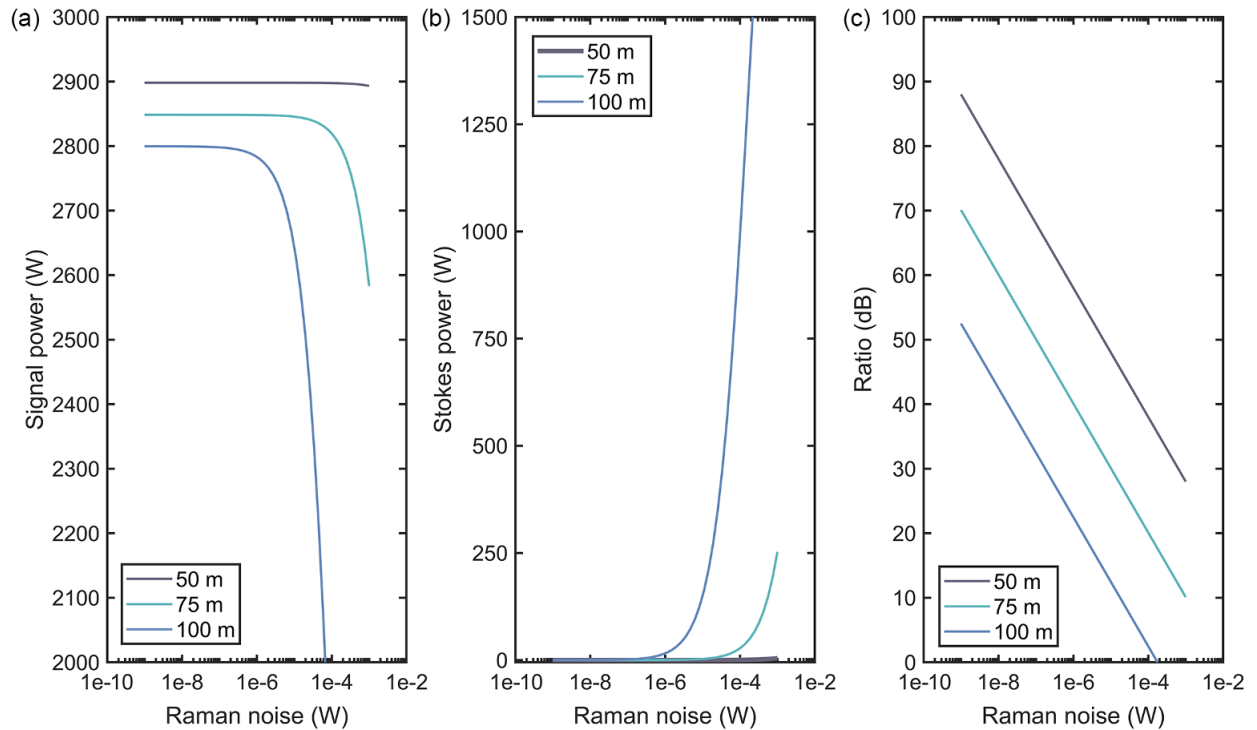 (a)
3000
2900
2800
2700
2600
2500
2400
2300
2200
2100
2000
Signal power (W)
50 m
75 m
100 m
1e-10
1e-8
1e-6
1e-4
1e-2
Raman noise (W)
(b)
1500
1250
1000
750
500
250
0
Stokes power (W)
50 m
75 m
100 m
1e-10
1e-8
1e-6
1e-4
1e-2
Raman noise (W)
(c)
100
90
80
70
60
50
40
30
20
10
0
Ratio (dB)
50 m
75 m
100 m
1e-10
1e-8
1e-6
1e-4
1e-2
Raman noise (W)